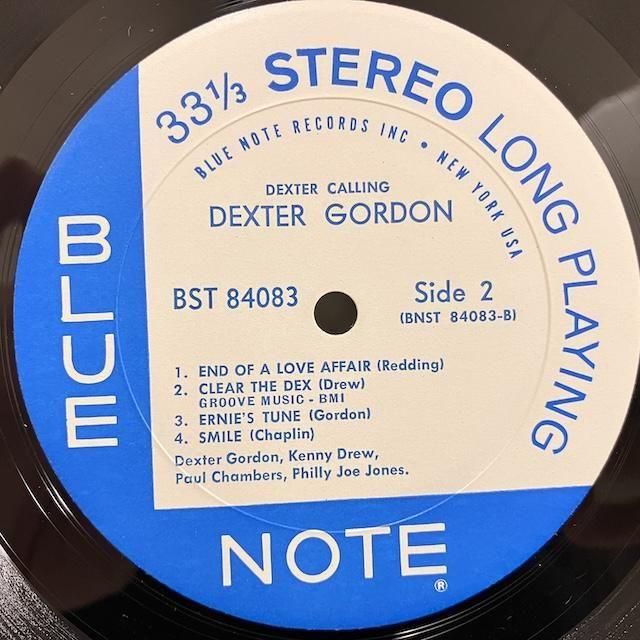 33⅓ STEREO LONG PLAYING
BLUE NOTE RECORDS INC • NEW YORK USA
DEXTER CALLING
DEXTER GORDON
BST 84083
Side 2
(BNST 84083-B)
1. END OF A LOVE AFFAIR (Redding)
2. CLEAR THE DEX (Drew)
GROOVE MUSIC - BMI
3. ERNIE'S TUNE (Gordon)
4. SMILE (Chaplin)
Dexter Gordon, Kenny Drew,
Paul Chambers, Philly Joe Jones.
BLUE
NOTE ®